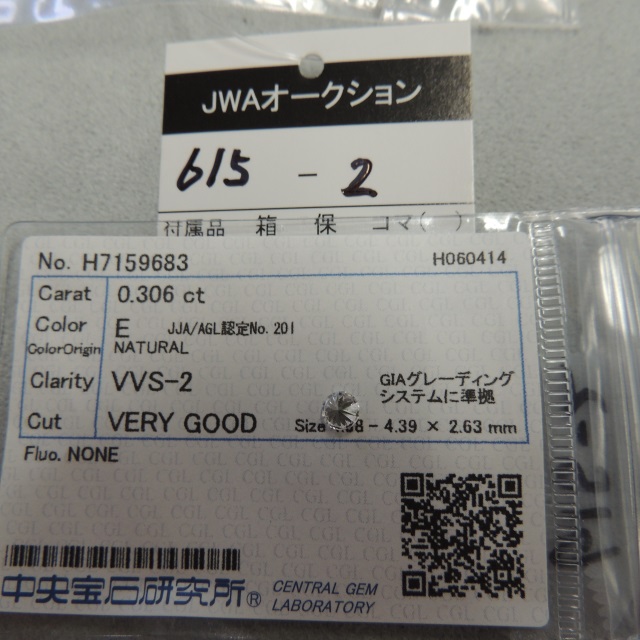 JWAオークション
615 - 2
付属品 箱 保 コマ( )
No. H7159683 H060414
Carat 0.306 ct
Color E JJA/AGL認定No.201
ColorOrigin NATURAL
Clarity VVS-2 GIAグレーディング
システムに準拠
Cut VERY GOOD Size 38 - 4.39 × 2.63 mm
Fluo. NONE
中央宝石研究所® CENTRAL GEM
LABORATORY